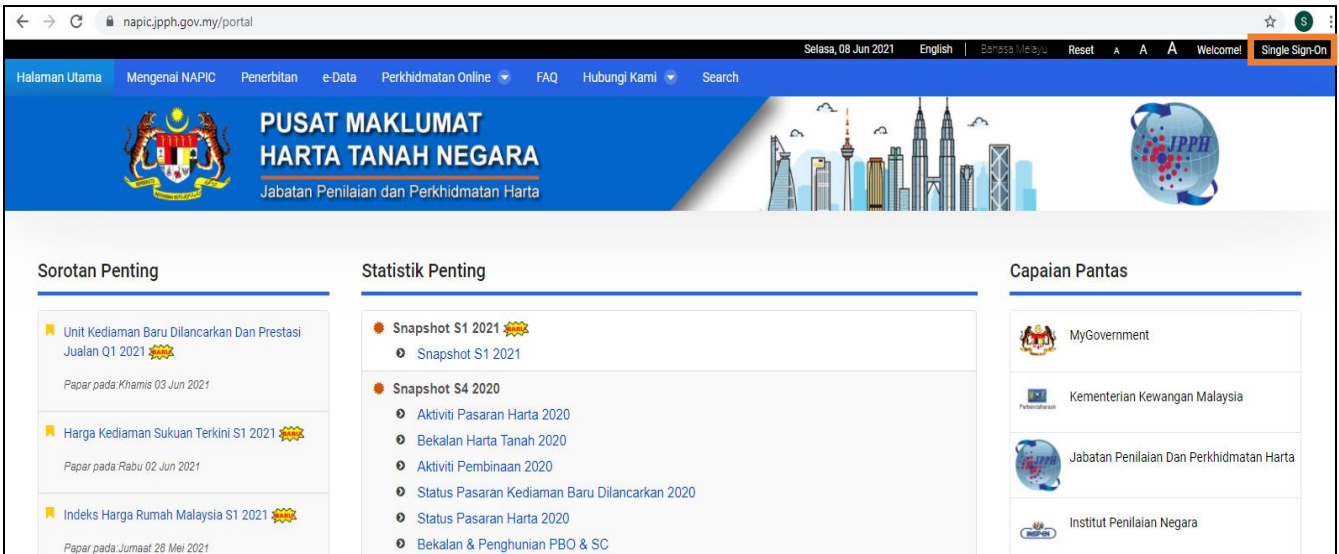 napic.jpph.gov.my/portal
S
Selasa, 08 Jun 2021 English | Bahasa Melayu Reset A A A Welcome! Single Sign-On
Halaman Utama Mengenai NAPIC Penerbitan e-Data Perkhidmatan Online FAQ Hubungi Kami Search
PUSAT MAKLUMAT
HARTA TANAH NEGARA
Jabatan Penilaian dan Perkhidmatan Harta
JPPH
Sorotan Penting
Unit Kediaman Baru Dilancarkan Dan Prestasi
Jualan Q1 2021 BARU
Papar pada:Khamis 03 Jun 2021
Harga Kediaman Sukuan Terkini S1 2021 BARU
Papar pada:Rabu 02 Jun 2021
Indeks Harga Rumah Malaysia S1 2021 BARU
Papar pada:Jumaat 28 Mei 2021
Statistik Penting
Snapshot S1 2021 BARU
Snapshot S1 2021
Snapshot S4 2020
Aktiviti Pasaran Harta 2020
Bekalan Harta Tanah 2020
Aktiviti Pembinaan 2020
Status Pasaran Kediaman Baru Dilancarkan 2020
Status Pasaran Harta 2020
Bekalan & Penghunian PBO & SC
Capaian Pantas
MyGovernment
Perbendaharaan
Kementerian Kewangan Malaysia
JPPH
Jabatan Penilaian Dan Perkhidmatan Harta
INSPEN
Institut Penilaian Negara